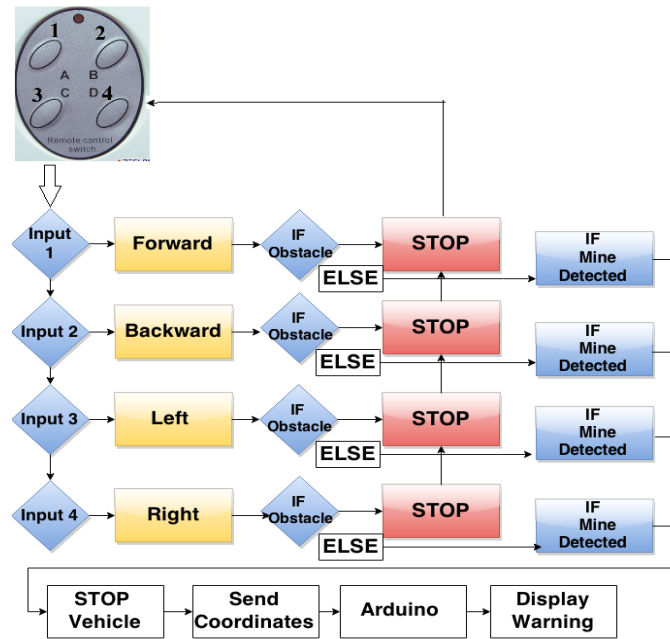 1
2
A
B
3
C
D
4
Remote control
switch
Input
1
Forward
IF
Obstacle
STOP
ELSE
IF
Mine
Detected
Input 2
Backward
IF
Obstacle
STOP
ELSE
IF
Mine
Detected
Input 3
Left
IF
Obstacle
STOP
ELSE
IF
Mine
Detected
Input 4
Right
IF
Obstacle
STOP
ELSE
IF
Mine
Detected
STOP
Vehicle
Send
Coordinates
Arduino
Display
Warning